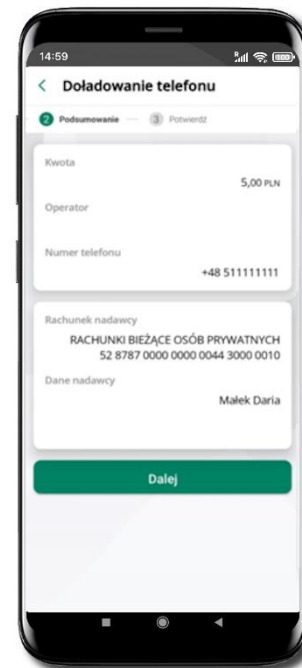 14:59
Doładowanie telefonu
2 Podsumowanie — 3 Potwierdź
Kwota
5,00 PLN
Operator
Numer telefonu
+48 511111111
Rachunek nadawcy
RACHUNKI BIEŻĄCE OSÓB PRYWATNYCH
52 8787 0000 0000 0044 3000 0010
Dane nadawcy
Małek Daria
Dalej